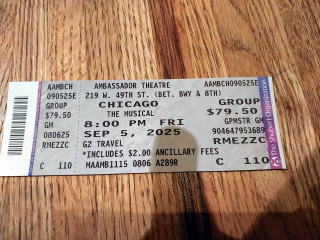 AAMBCH AMBASSADOR THEATRE AAMBCH090525E
090525E 219 W. 49TH ST. (BET. BWY & 8TH)
GROUP CHICAGO GROUP
$79.50 THE MUSICAL $79.50
GM 8:00 PM FRI GPMSTR GM
080625 SEP 5, 2025 904647953689
RMEZZC G2 TRAVEL RMEZZC
*INCLUDES $2.00 ANCILLARY FEES
C 110 MAAMB1115 0806 A289R C 110
The Shubert Organization